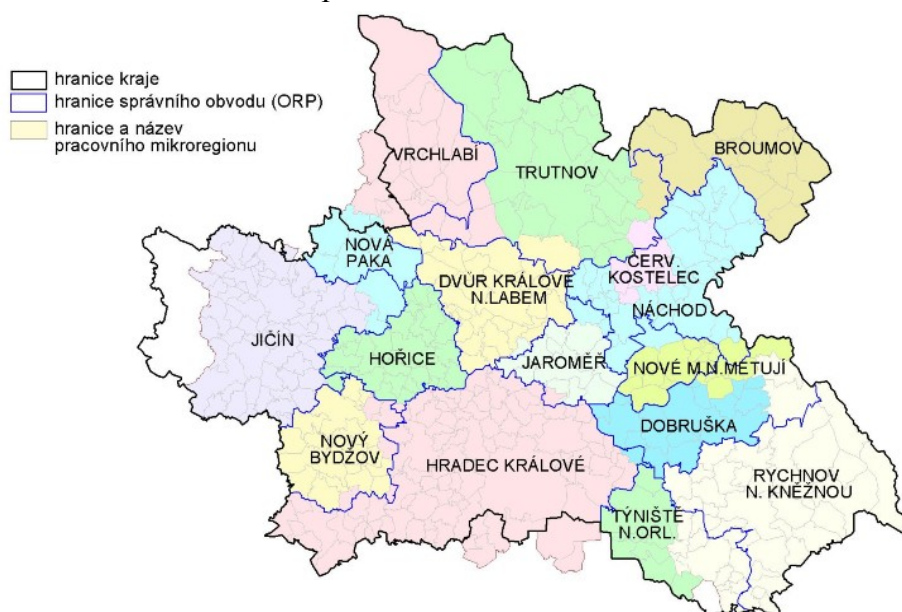 hranice kraje
hranice správního obvodu (ORP)
hranice a název
pracovního mikroregionu
VRCHLABÍ
TRUTNOV
BROUMOV
NOVÁ
PAKA
ČERV.
KOSTELEC
DVŮR KRÁLOVÉ
N.LABEM
NÁCHOD
JIČÍN
HOŘICE
JAROMĚŘ
NOVÉ M.N.METUJÍ
DOBRUŠKA
NOVÝ
BYDŽOV
HRADEC KRÁLOVÉ
RYCHNOV
N. KNĚŽNOU
TÝNIŠTĚ
N.ORL.